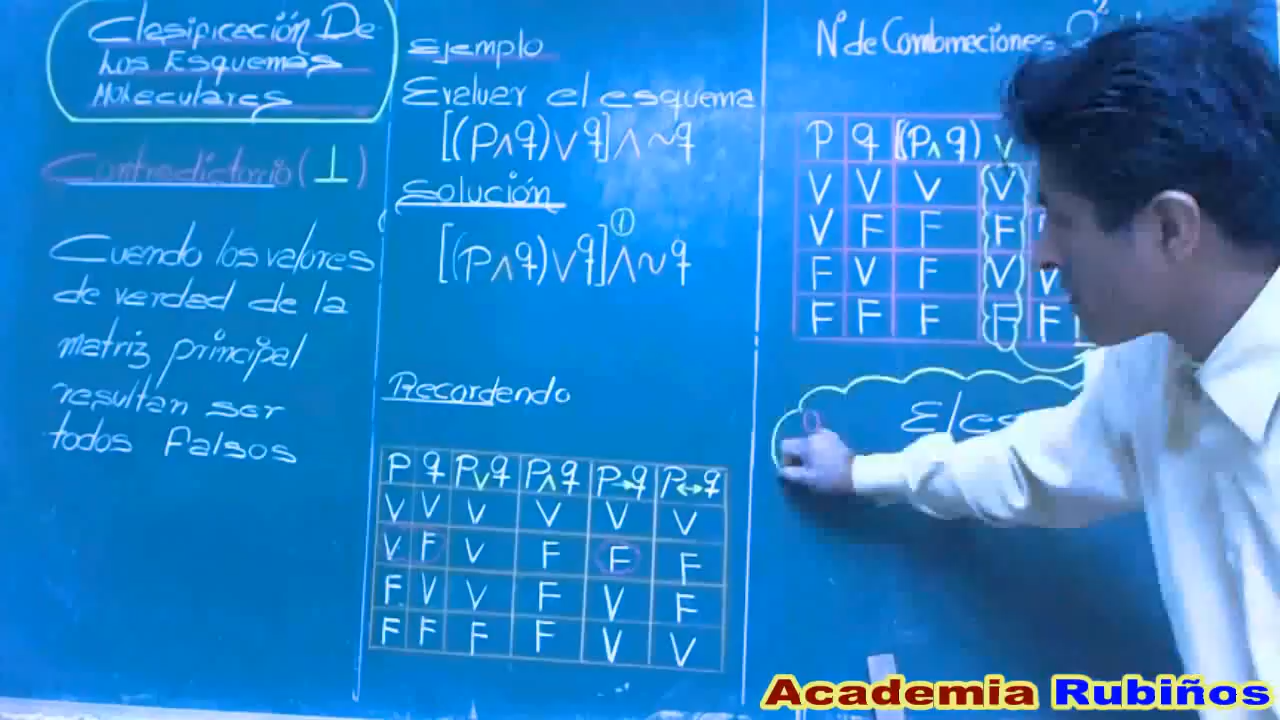 Clasificación De
Los Esquemas
Moleculares
Contradictorio (⊥)
Cuando los valores
de verdad de la
matriz principal
resultan ser
todos falsos
Ejemplo
Evaluar el esquema
[(P∧q)∨q]∧~q
Solución
①
[(P∧q)∨q]∧~q
Recordando
P q P∨q P∧q P→q P↔q
V V V V V V
V F V F F F
F V V F V F
F F F F V V
N° de Combinaciones
P q [(P∧q) ∨
V V V V
V F F F
F V F V V
F F F F F
El es
Academia Rubiños